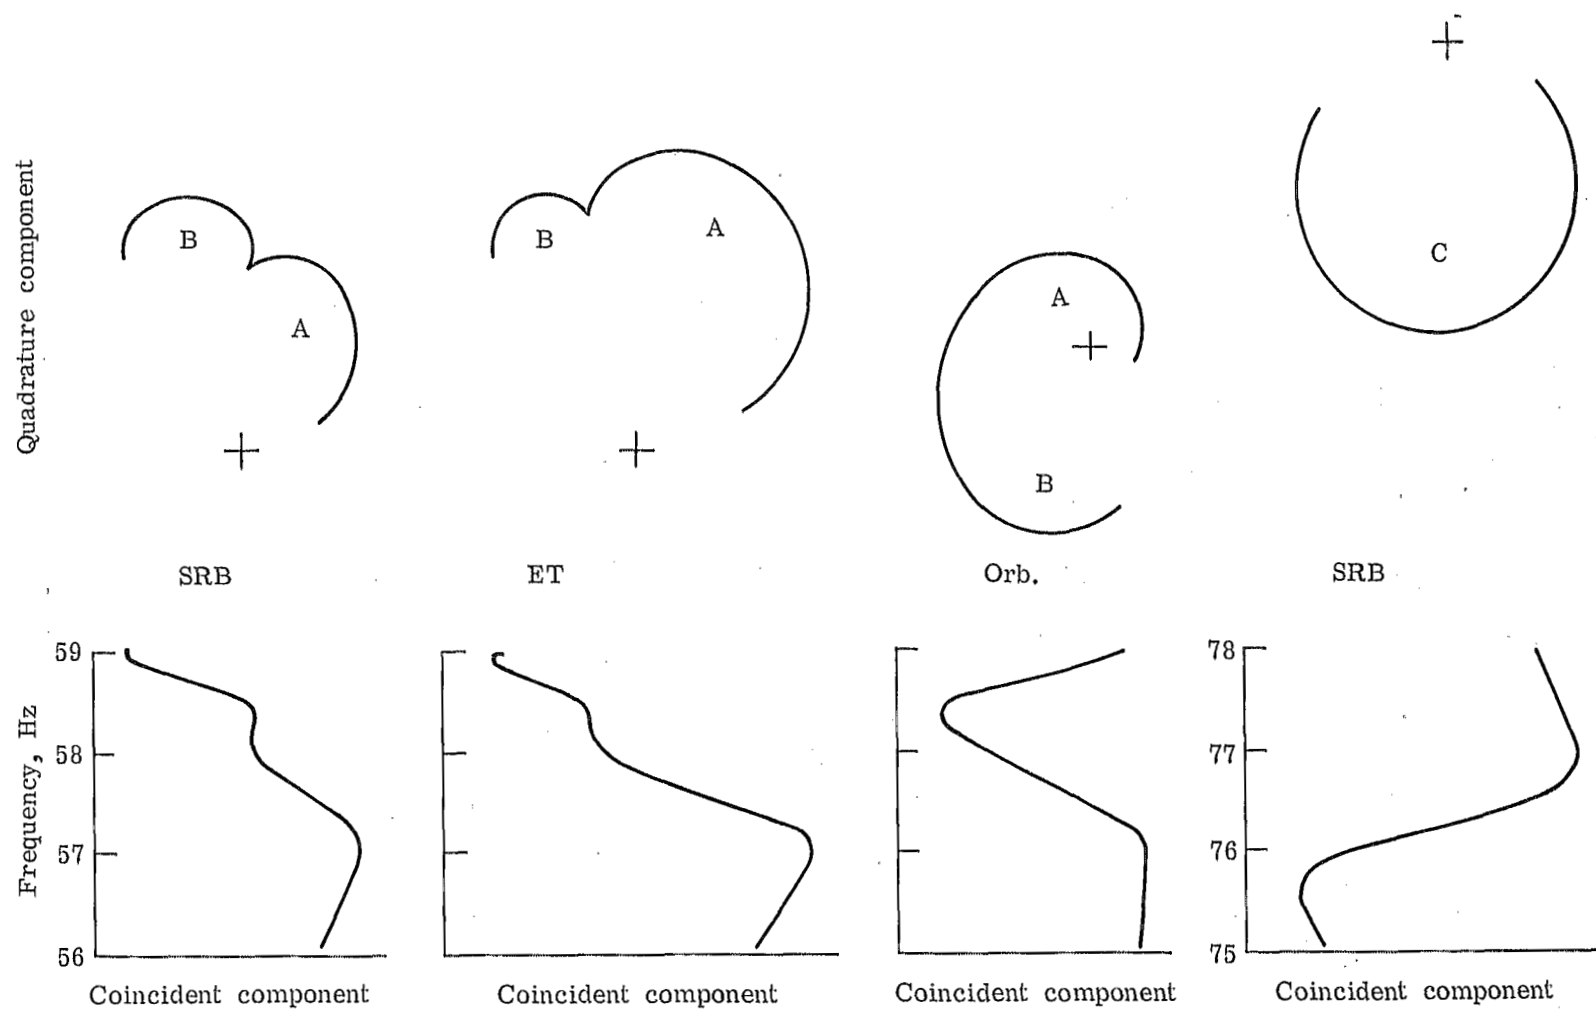 Quadrature component
B
A
B
A
A
B
C
SRB
ET
Orb.
SRB
Frequency, Hz
59
58
57
56
78
77
76
75
Coincident component
Coincident component
Coincident component
Coincident component